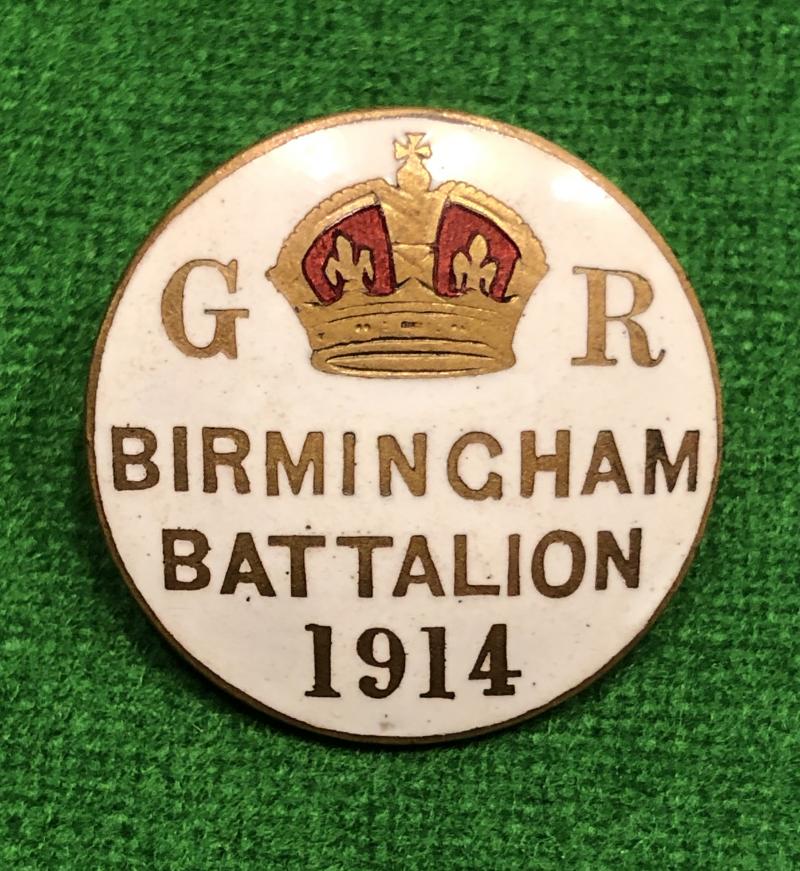 G R
BIRMINGHAM
BATTALION
1914